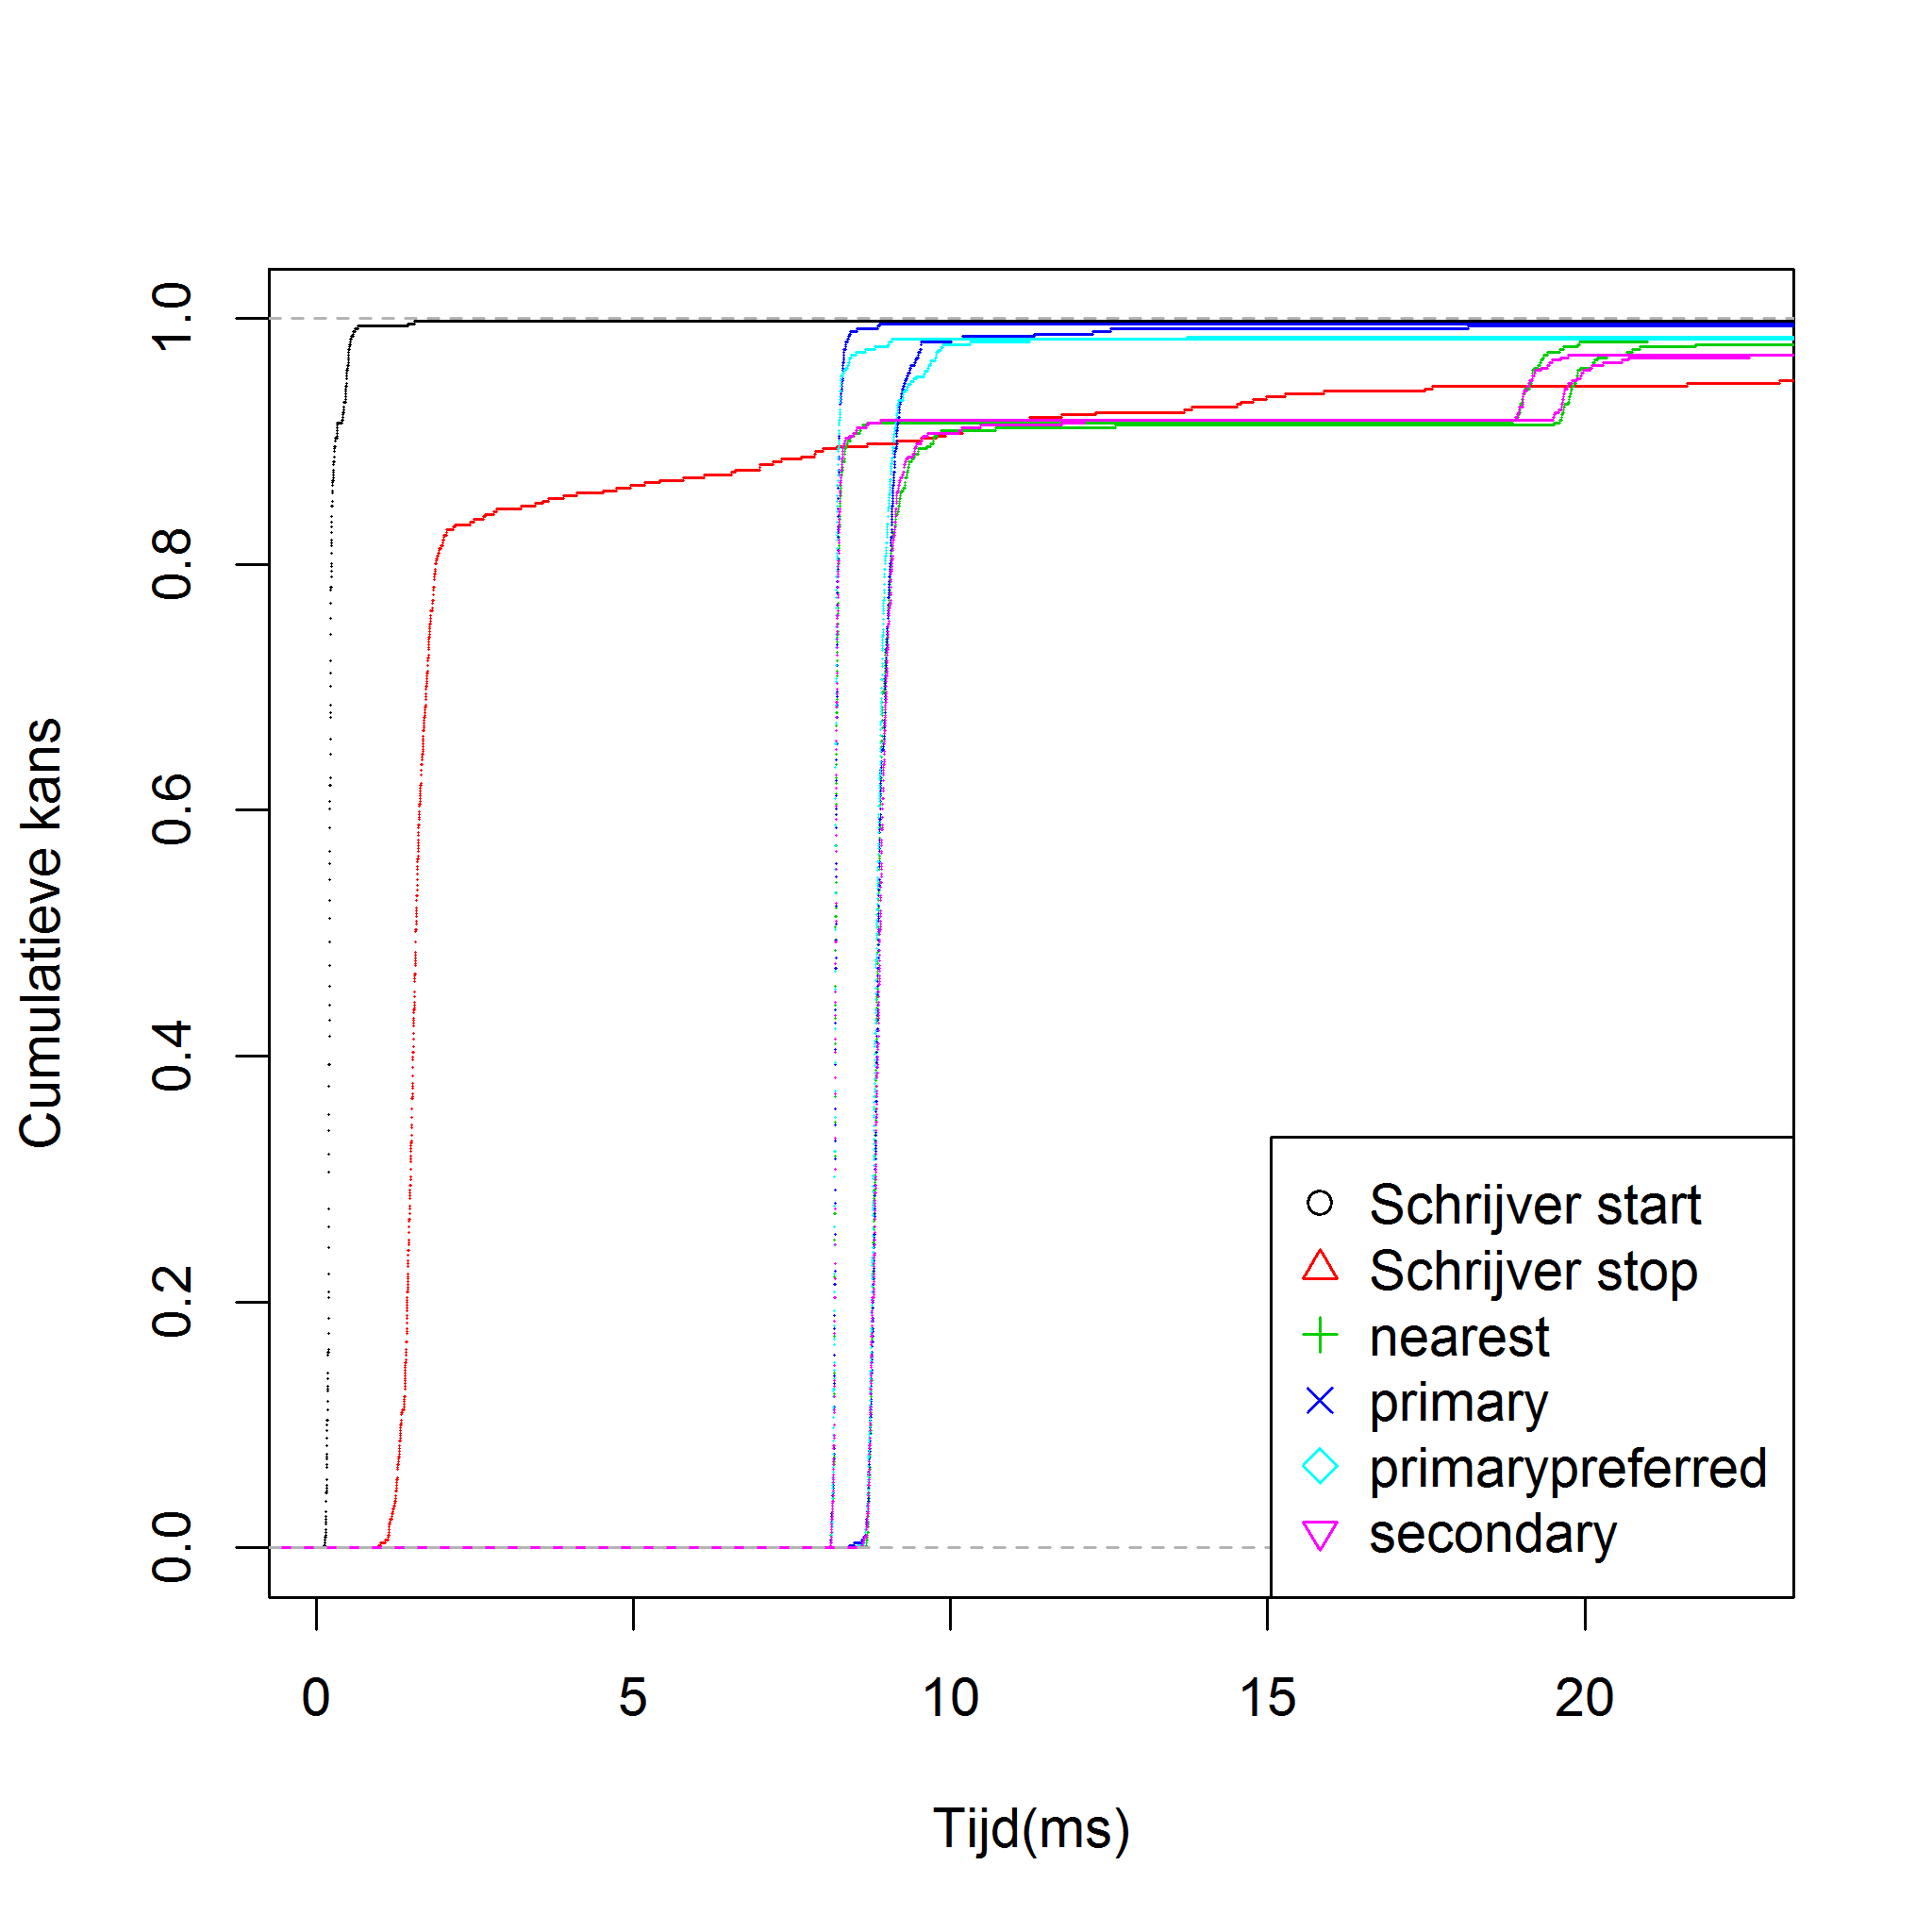 Cumulatieve kans
1.0
0.8
0.6
0.4
0.2
0.0
Schrijver start
Schrijver stop
nearest
primary
primarypreferred
secondary
0 5 10 15 20
Tijd(ms)